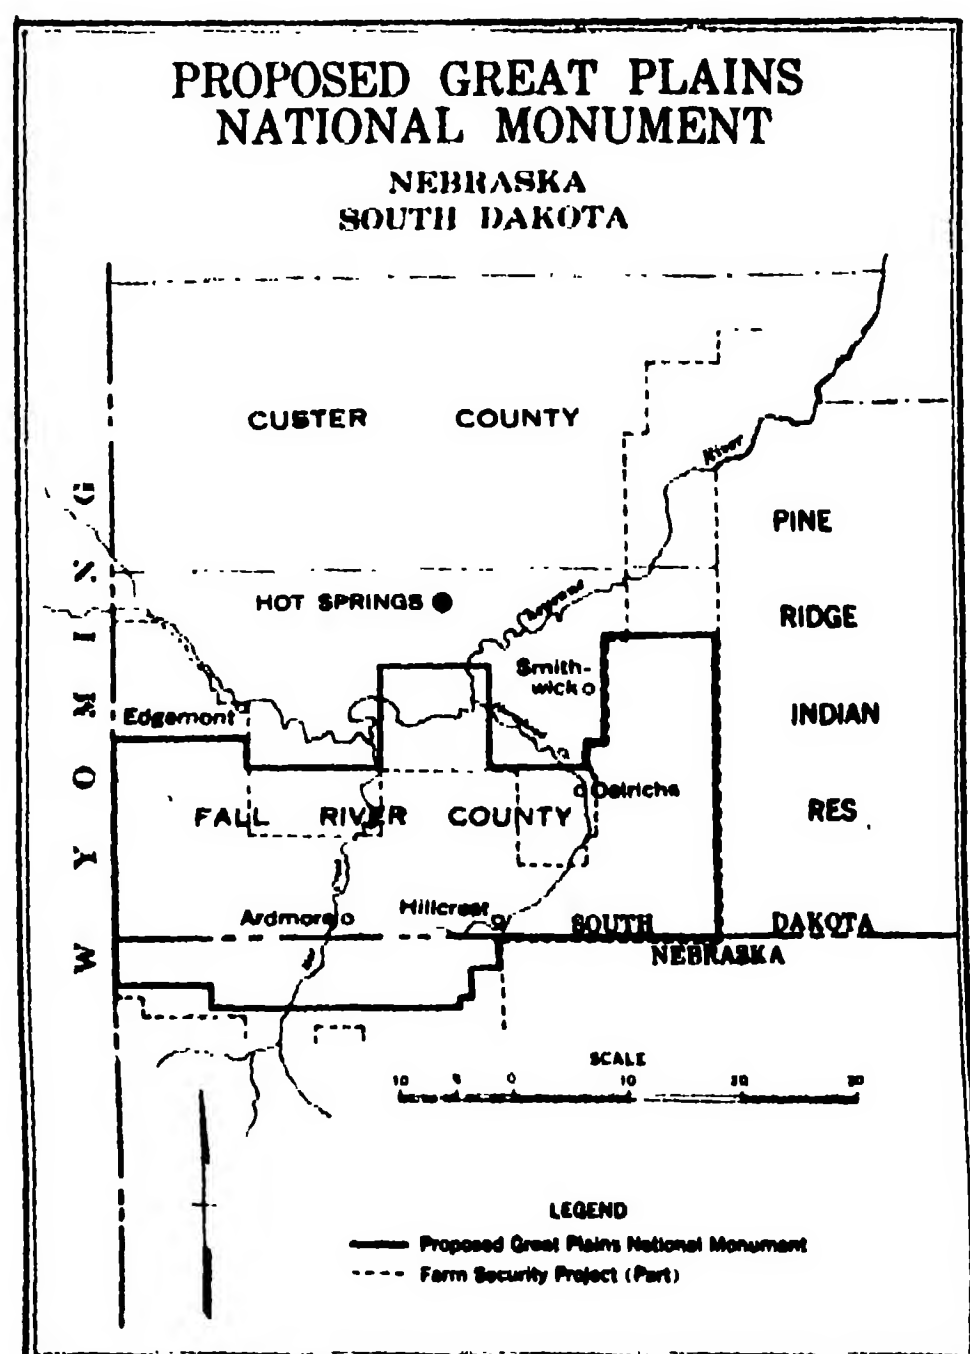 PROPOSED GREAT PLAINS
NATIONAL MONUMENT
NEBRASKA
SOUTH DAKOTA
CUSTER COUNTY
River
PINE
WYOMING
HOT SPRINGS
RIDGE
Smith-
wick
Edgemont
INDIAN
Oelrichs
FALL RIVER COUNTY
RES
Ardmore
Hillcrest
SOUTH DAKOTA
NEBRASKA
SCALE
10 5 0 10 20 30
LEGEND
Proposed Great Plains National Monument
Farm Security Project (Part)